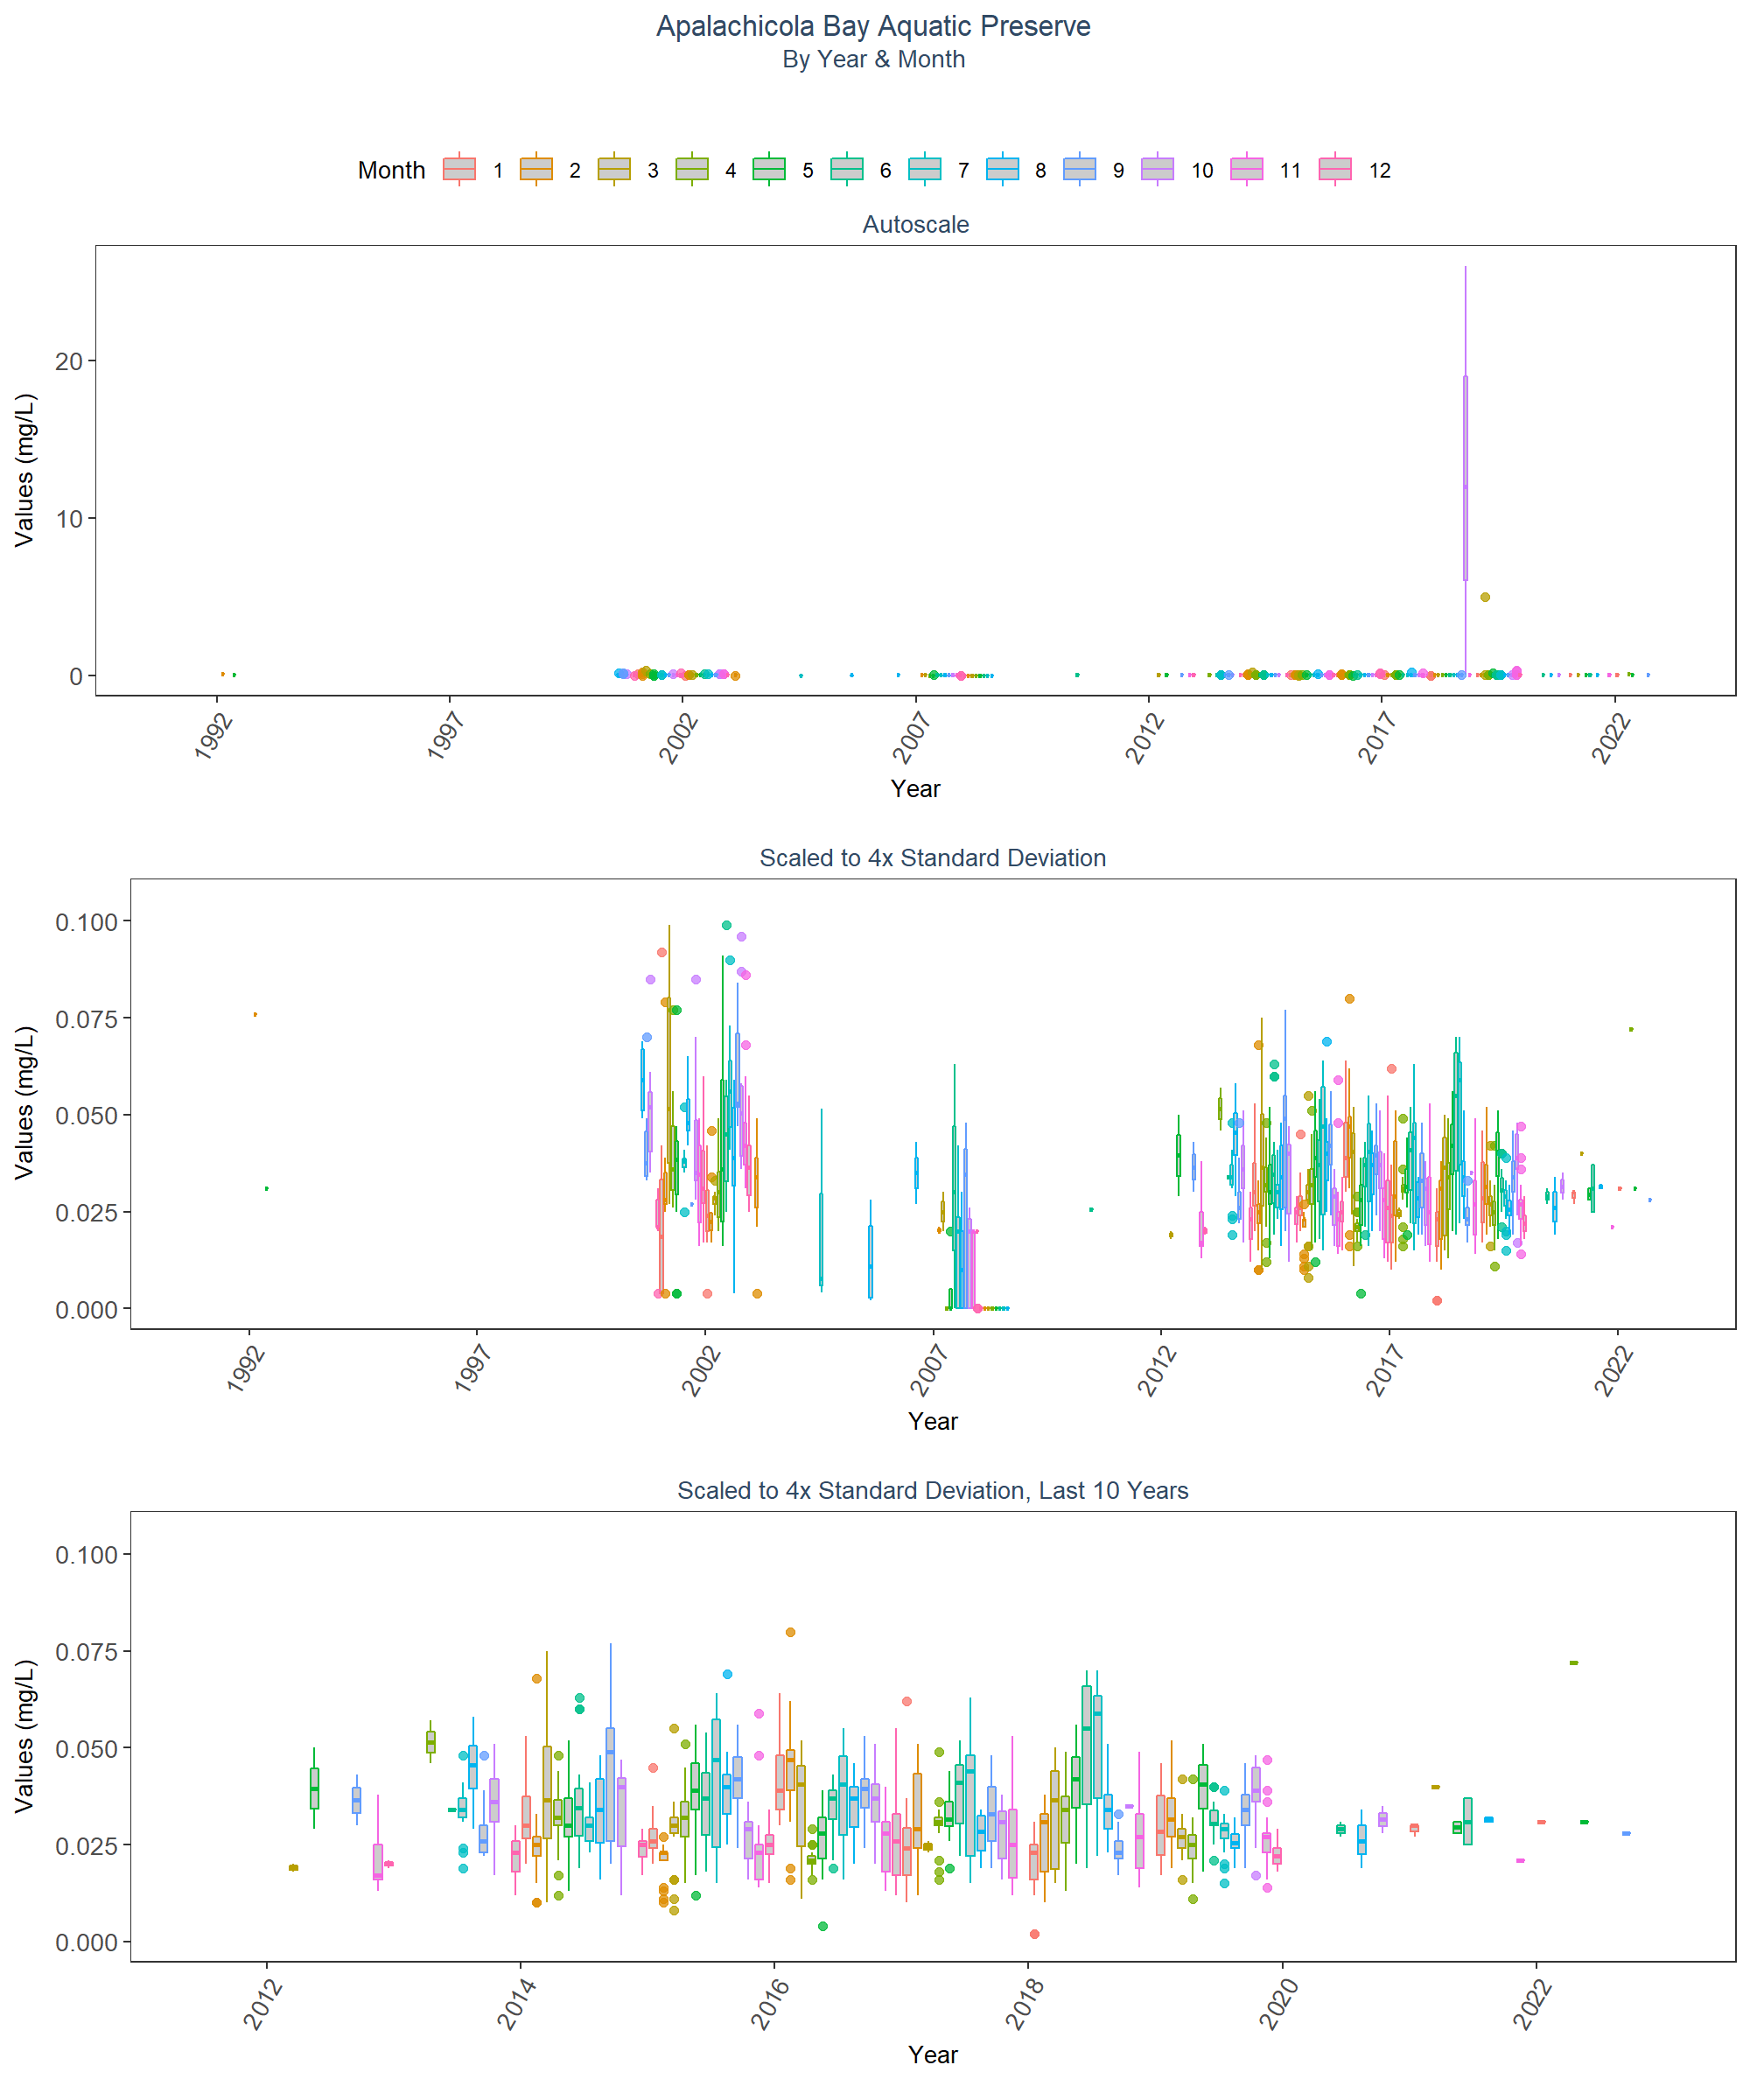 Apalachicola Bay Aquatic Preserve
By Year & Month
Month 1 2 3 4 5 6 7 8 9 10 11 12
Autoscale
Values (mg/L)
20
10
0
1992 1997 2002 2007 2012 2017 2022
Year
Scaled to 4x Standard Deviation
Values (mg/L)
0.100
0.075
0.050
0.025
0.000
1992 1997 2002 2007 2012 2017 2022
Year
Scaled to 4x Standard Deviation, Last 10 Years
Values (mg/L)
0.100
0.075
0.050
0.025
0.000
2012 2014 2016 2018 2020 2022
Year